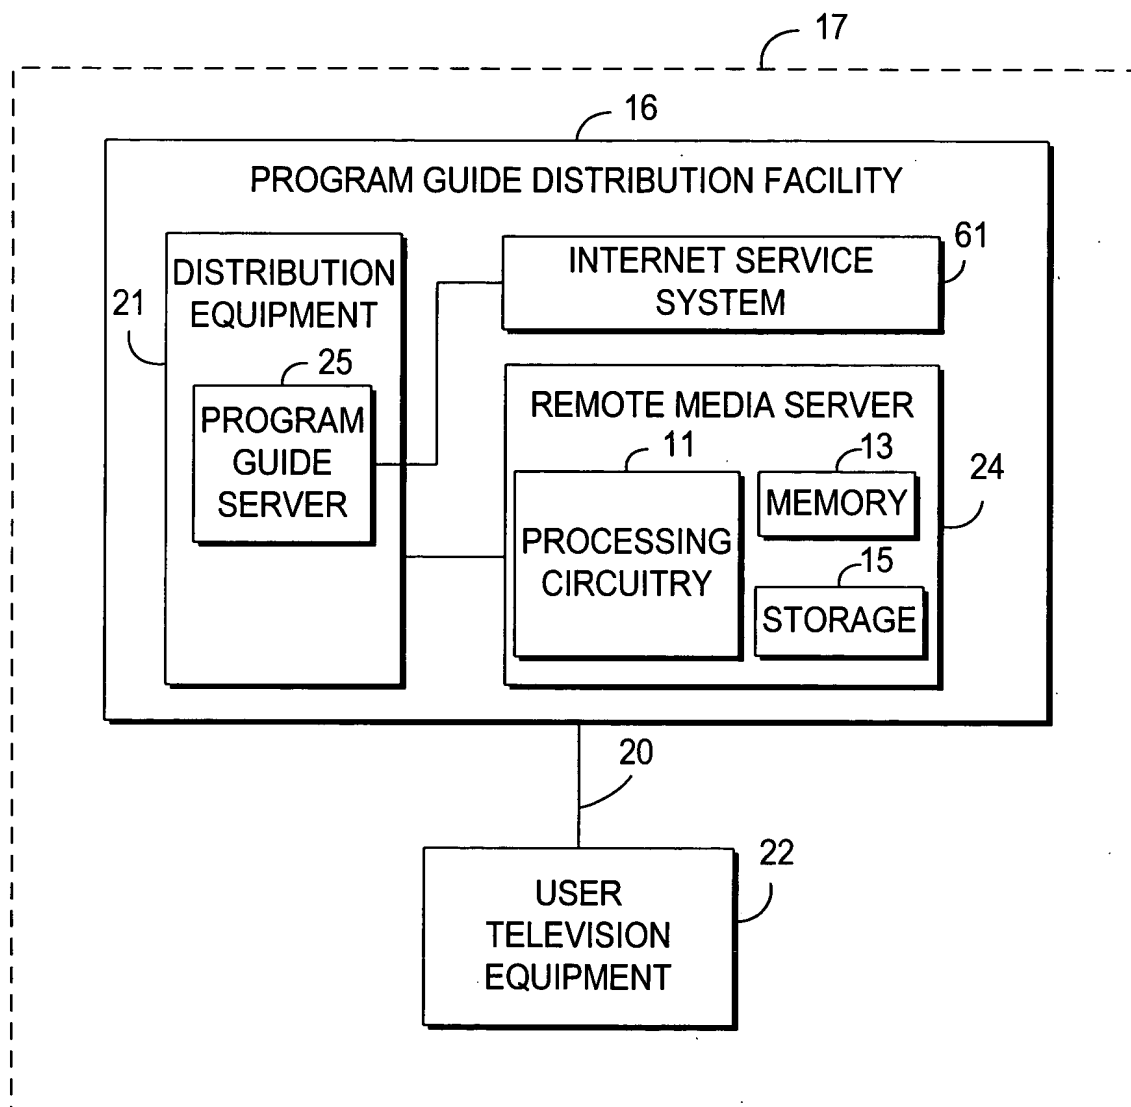 17
16
PROGRAM GUIDE DISTRIBUTION FACILITY
61
INTERNET SERVICE
SYSTEM
21
DISTRIBUTION
EQUIPMENT
25
PROGRAM
GUIDE
SERVER
REMOTE MEDIA SERVER
11
PROCESSING
CIRCUITRY
13
MEMORY
24
15
STORAGE
20
22
USER
TELEVISION
EQUIPMENT